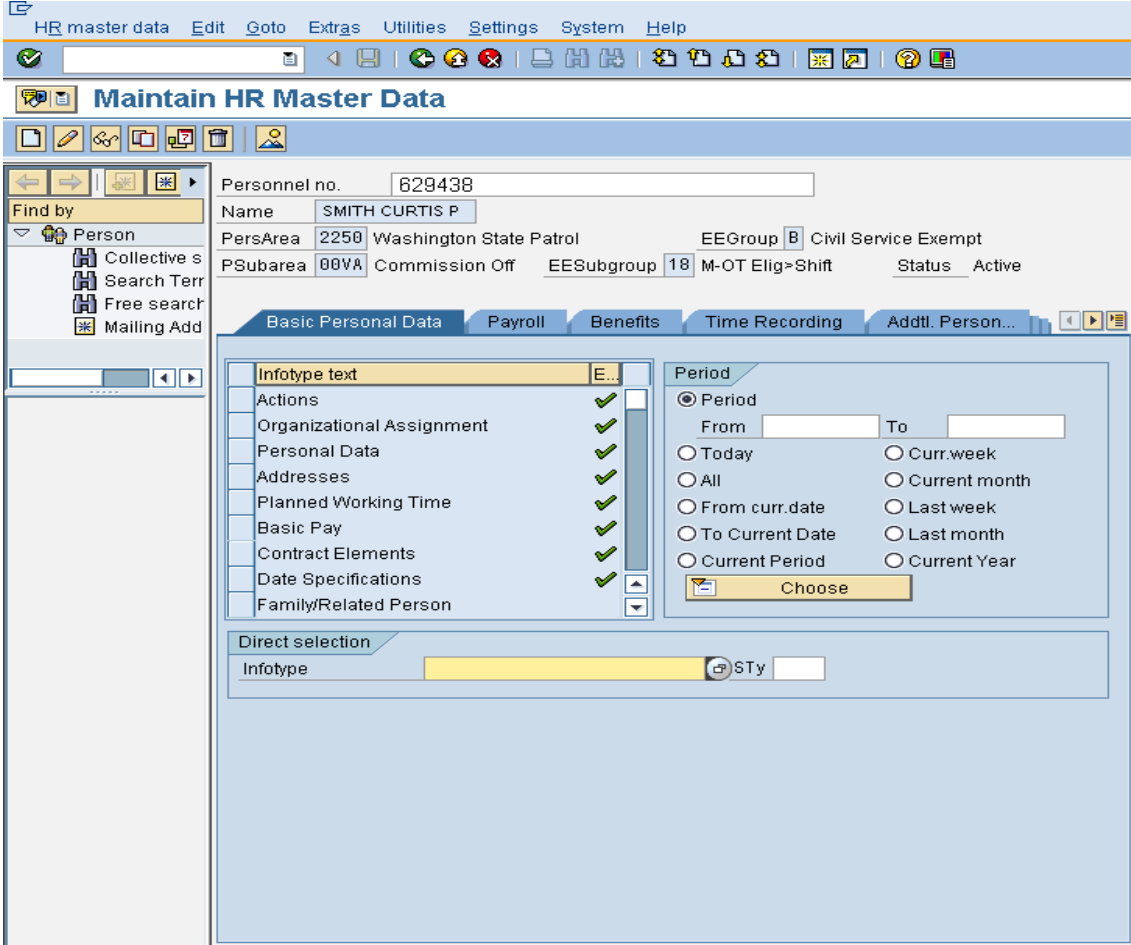 HR master data Edit Goto Extras Utilities Settings System Help
Maintain HR Master Data
Find by
Person
Collective s
Search Terr
Free search
Mailing Add
Personnel no. 629438
Name SMITH CURTIS P
PersArea 2250 Washington State Patrol EEGroup B Civil Service Exempt
PSubarea 00VA Commission Off EESubgroup 18 M-OT Elig>Shift Status Active
Basic Personal Data Payroll Benefits Time Recording Addtl. Person...
Infotype text E..
Actions
Organizational Assignment
Personal Data
Addresses
Planned Working Time
Basic Pay
Contract Elements
Date Specifications
Family/Related Person
Period
Period
From To
Today Curr.week
All Current month
From curr.date Last week
To Current Date Last month
Current Period Current Year
Choose
Direct selection
Infotype STy